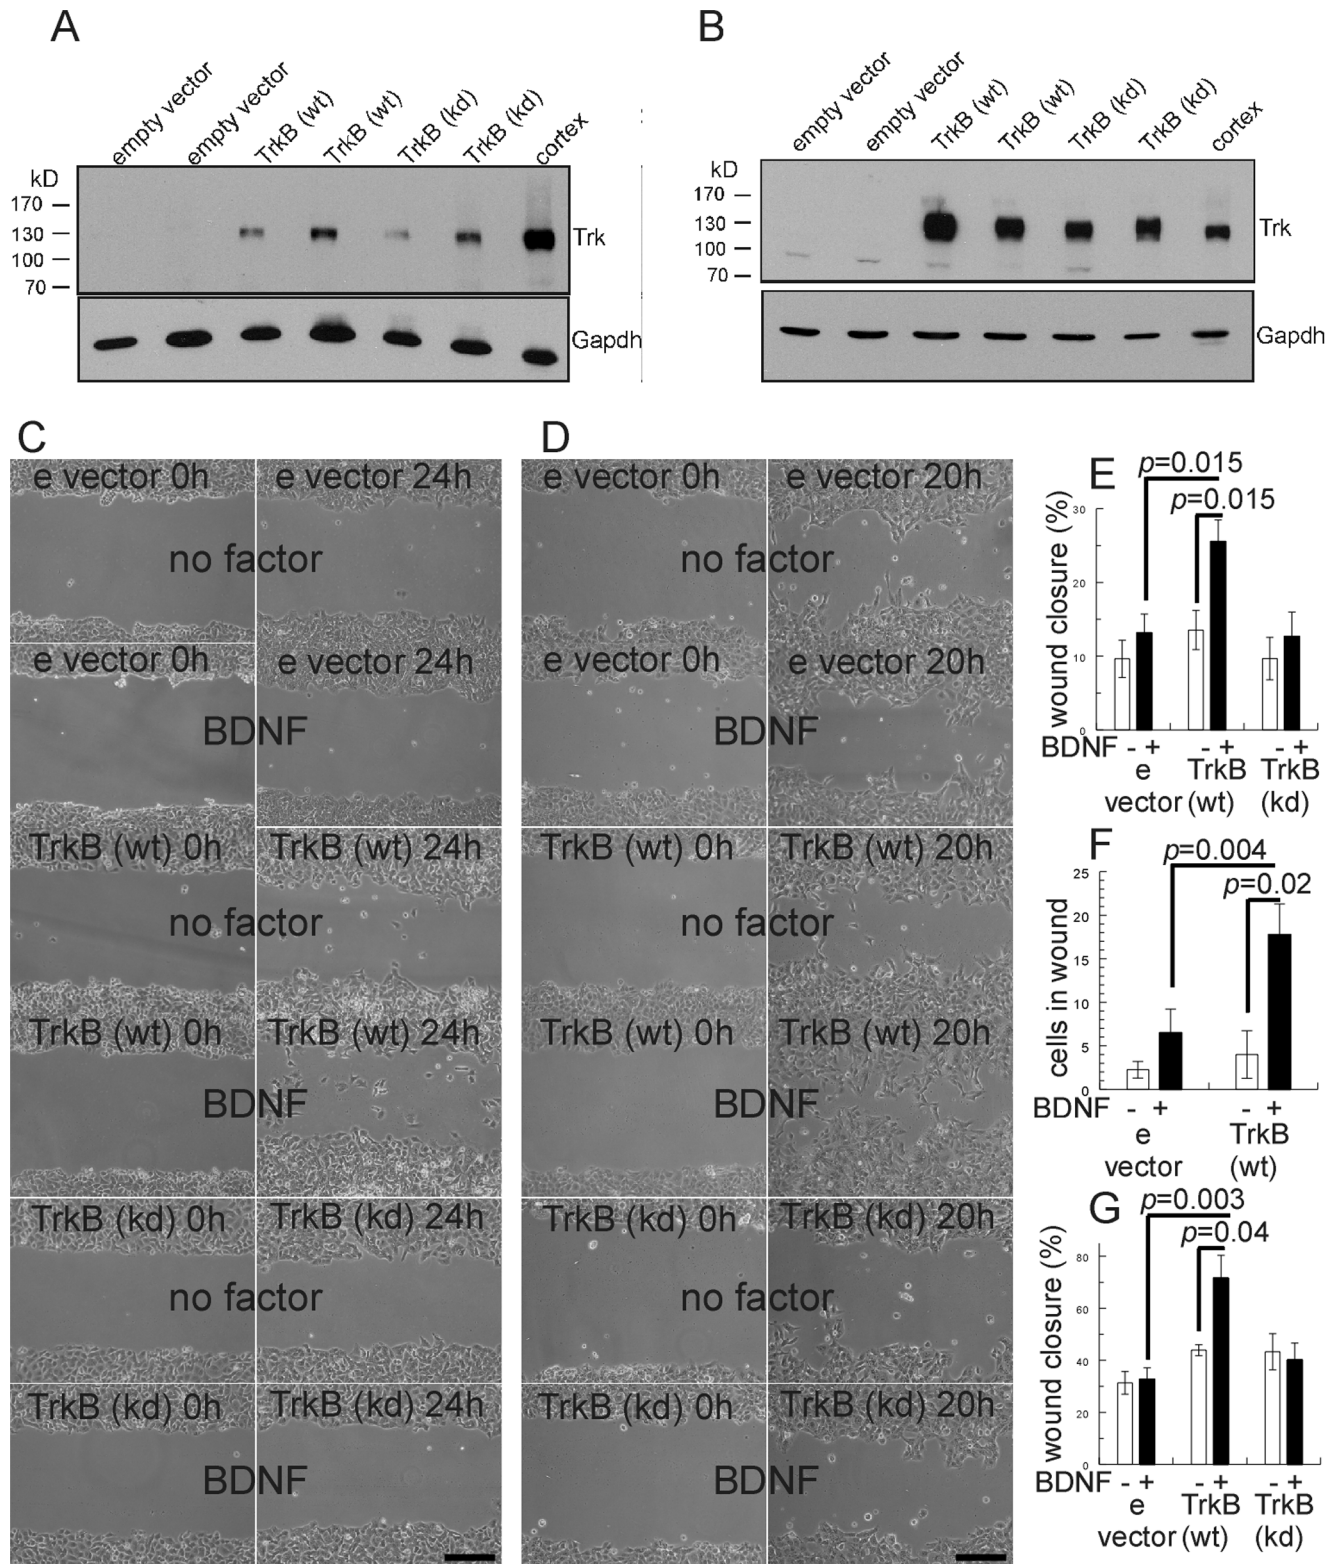 A
empty vector
empty vector
TrkB (wt)
TrkB (wt)
TrkB (kd)
TrkB (kd)
cortex
kD
170
130
100
70
Trk
Gapdh
B
empty vector
empty vector
TrkB (wt)
TrkB (wt)
TrkB (kd)
TrkB (kd)
cortex
kD
170
130
100
70
Trk
Gapdh
C
e vector 0h
e vector 24h
no factor
e vector 0h
e vector 24h
BDNF
TrkB (wt) 0h
TrkB (wt) 24h
no factor
TrkB (wt) 0h
TrkB (wt) 24h
BDNF
TrkB (kd) 0h
TrkB (kd) 24h
no factor
TrkB (kd) 0h
TrkB (kd) 24h
BDNF
D
e vector 0h
e vector 20h
no factor
e vector 0h
e vector 20h
BDNF
TrkB (wt) 0h
TrkB (wt) 20h
no factor
TrkB (wt) 0h
TrkB (wt) 20h
BDNF
TrkB (kd) 0h
TrkB (kd) 20h
no factor
TrkB (kd) 0h
TrkB (kd) 20h
BDNF
E
p=0.015
p=0.015
wound closure (%)
30
20
10
0
BDNF - + - + - +
e TrkB TrkB
vector (wt) (kd)
F
p=0.004
p=0.02
cells in wound
25
20
15
10
5
0
BDNF - + - +
e TrkB
vector (wt)
G
p=0.003
p=0.04
wound closure (%)
80
60
40
20
0
BDNF - + - + - +
e TrkB TrkB
vector (wt) (kd)